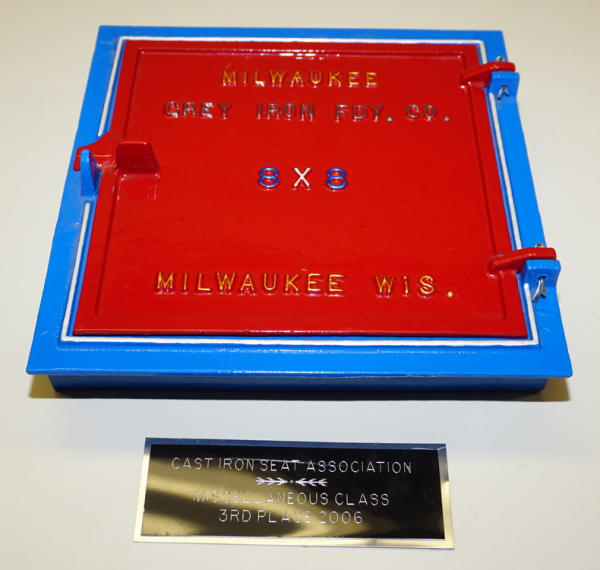 MILWAUKEE
GREY IRON FDY. CO.
8 X 8
MILWAUKEE WIS.
CAST IRON SEAT ASSOCIATION
MISCELLANEOUS CLASS
3RD PLACE 2006